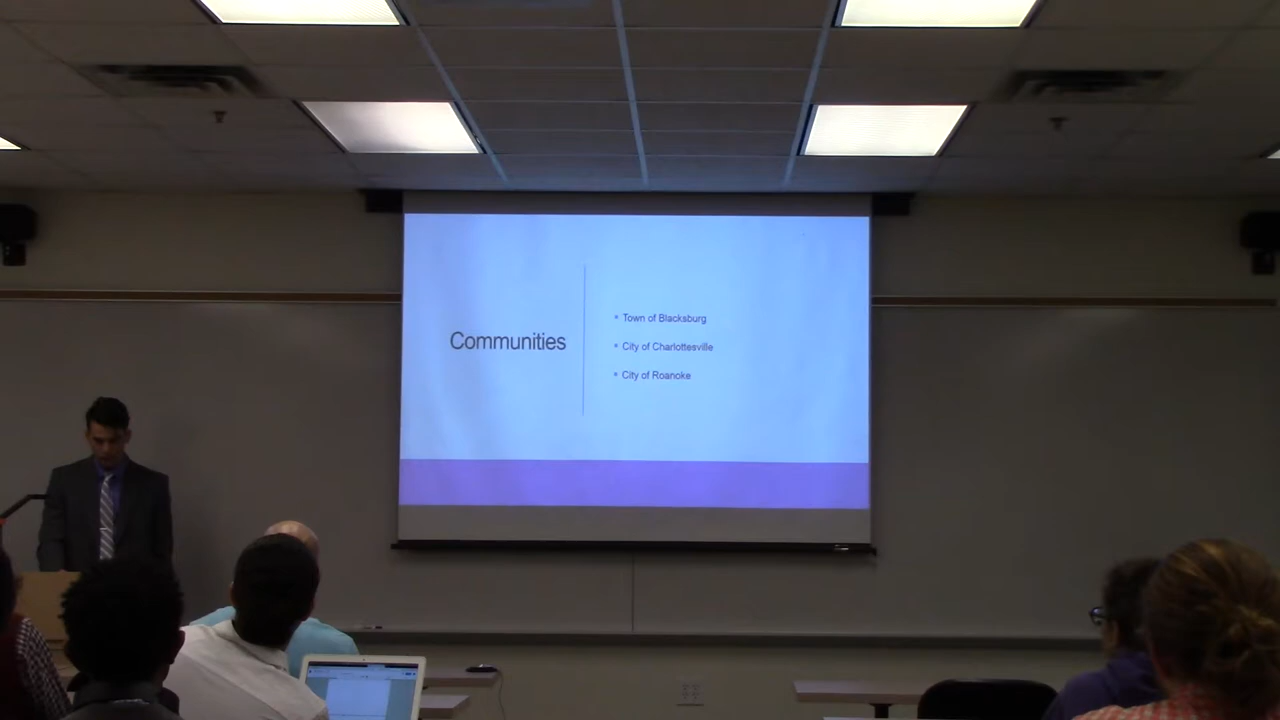 Communities
Town of Blacksburg
City of Charlottesville
City of Roanoke